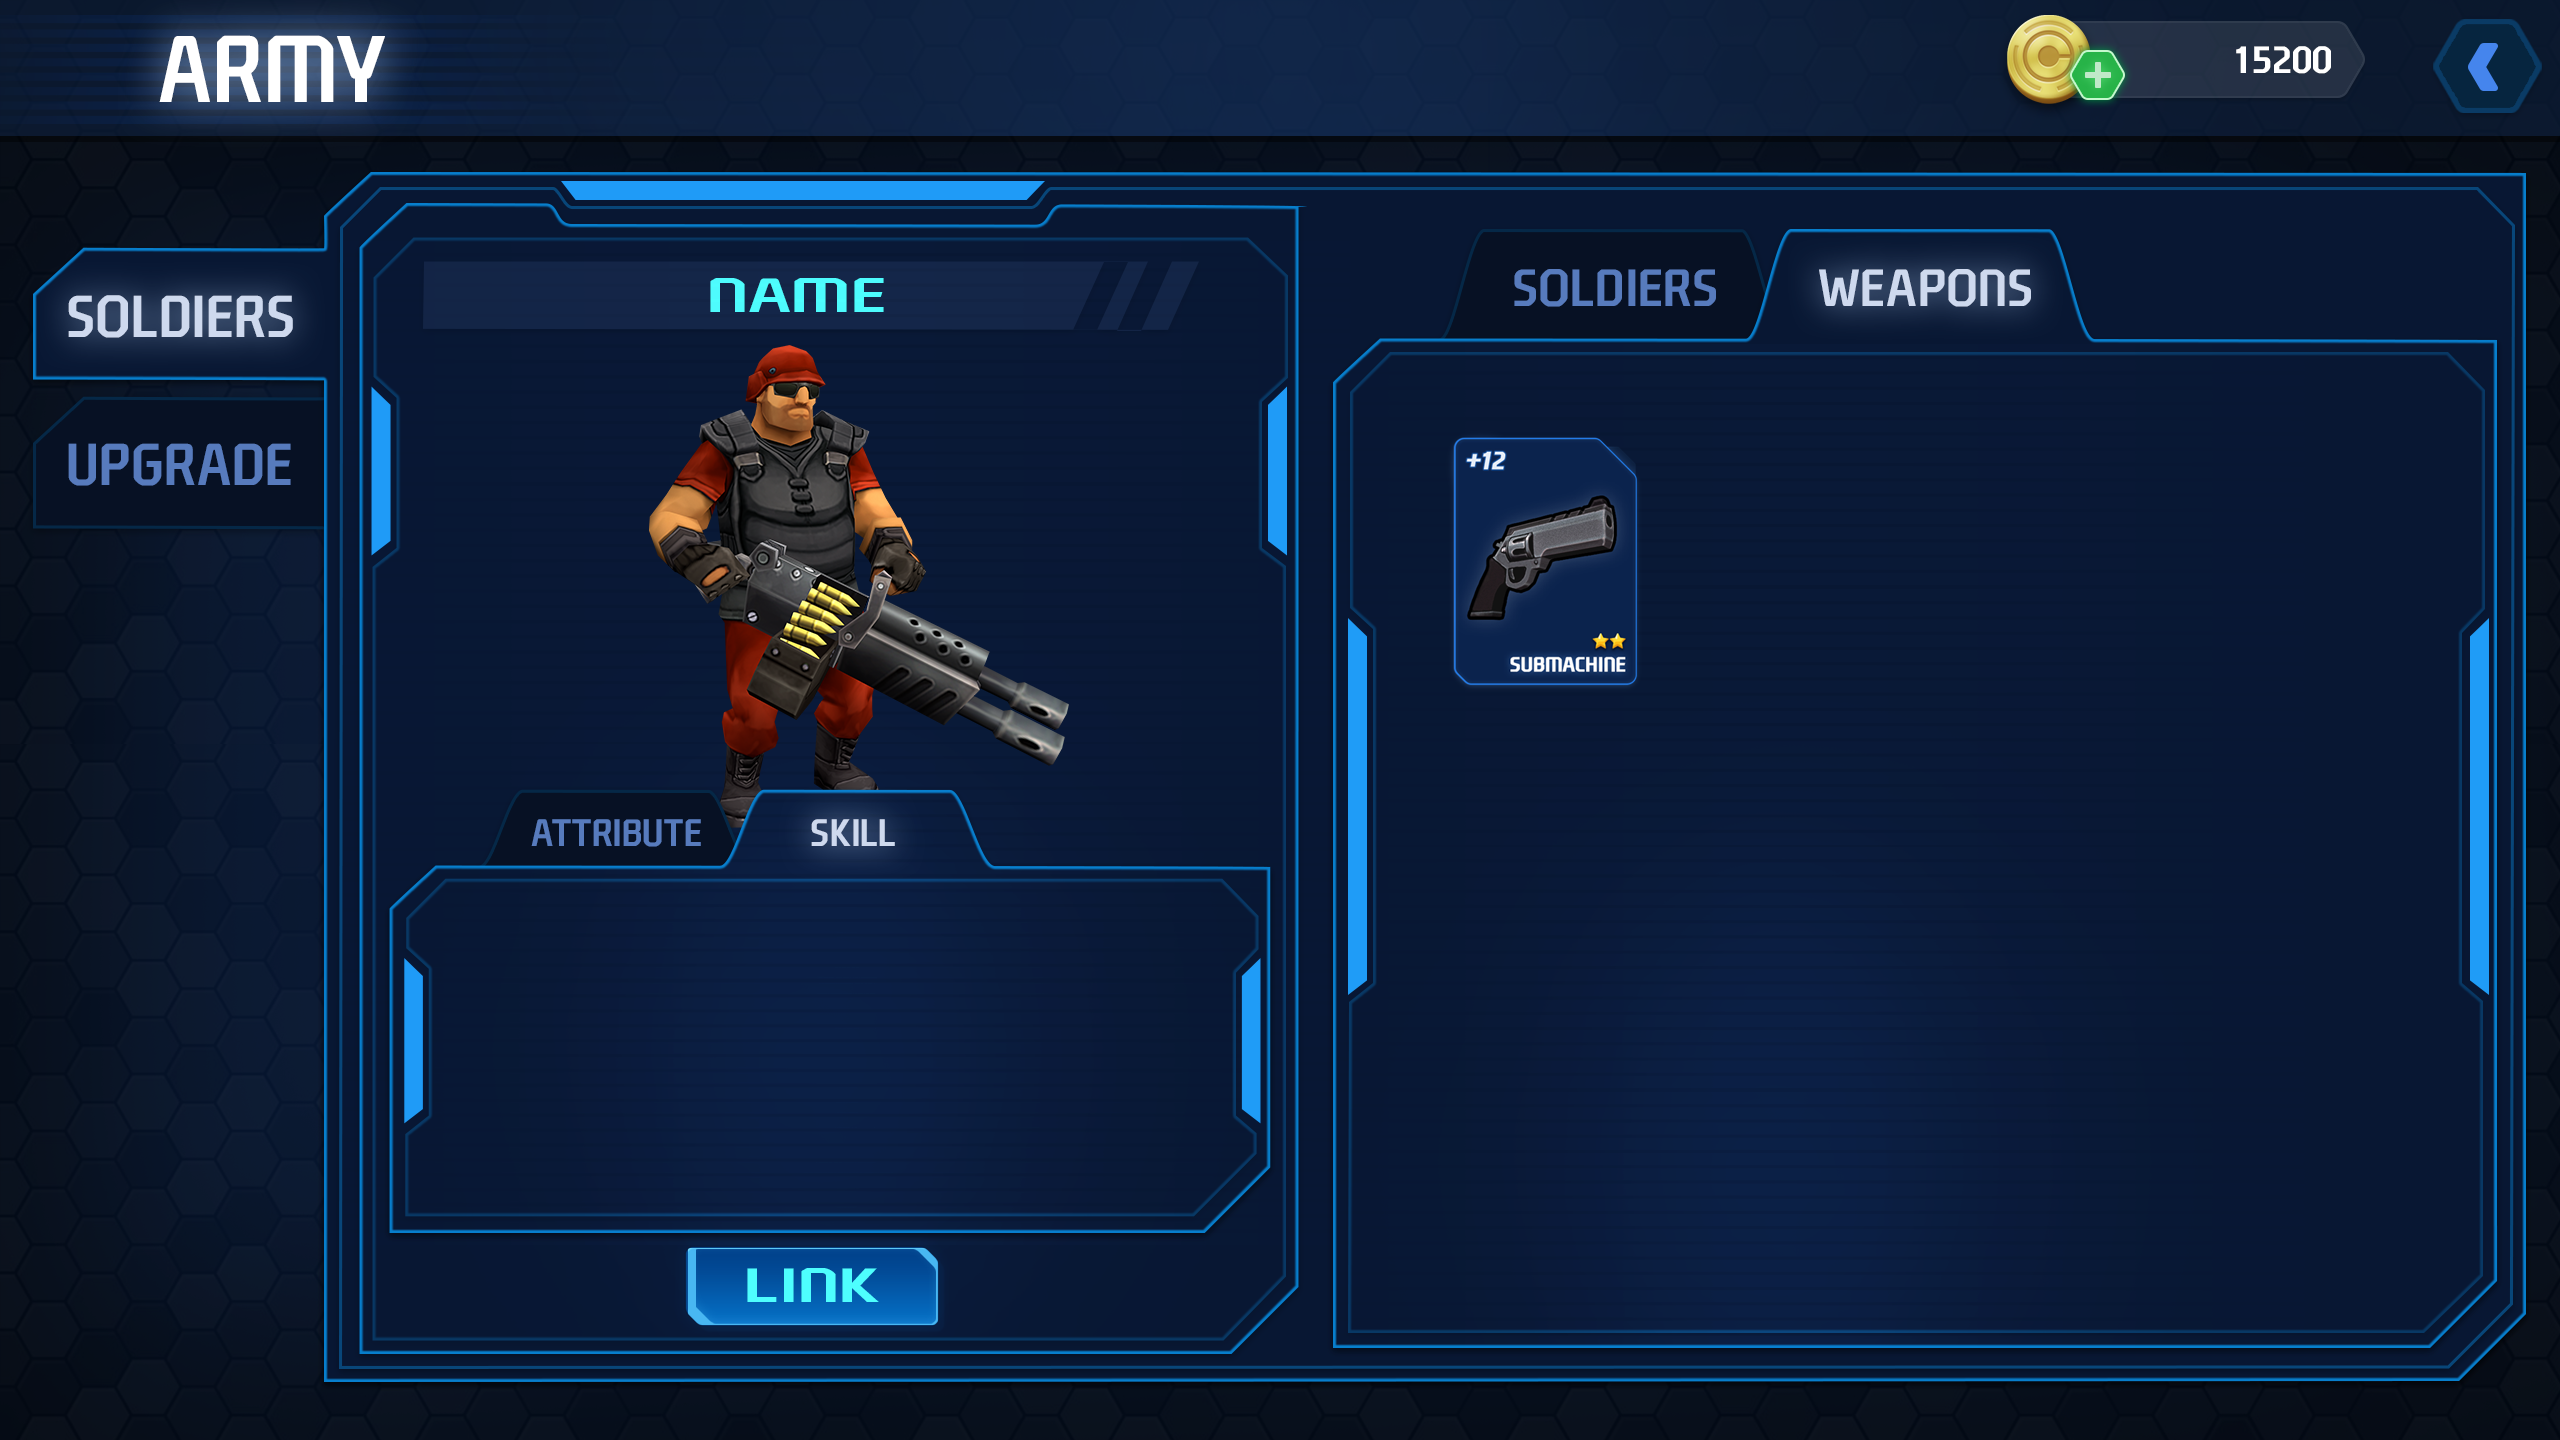 ARMY
15200
SOLDIERS
UPGRADE
NAME
ATTRIBUTE
SKILL
LINK
SOLDIERS
WEAPONS
+12
SUBMACHINE